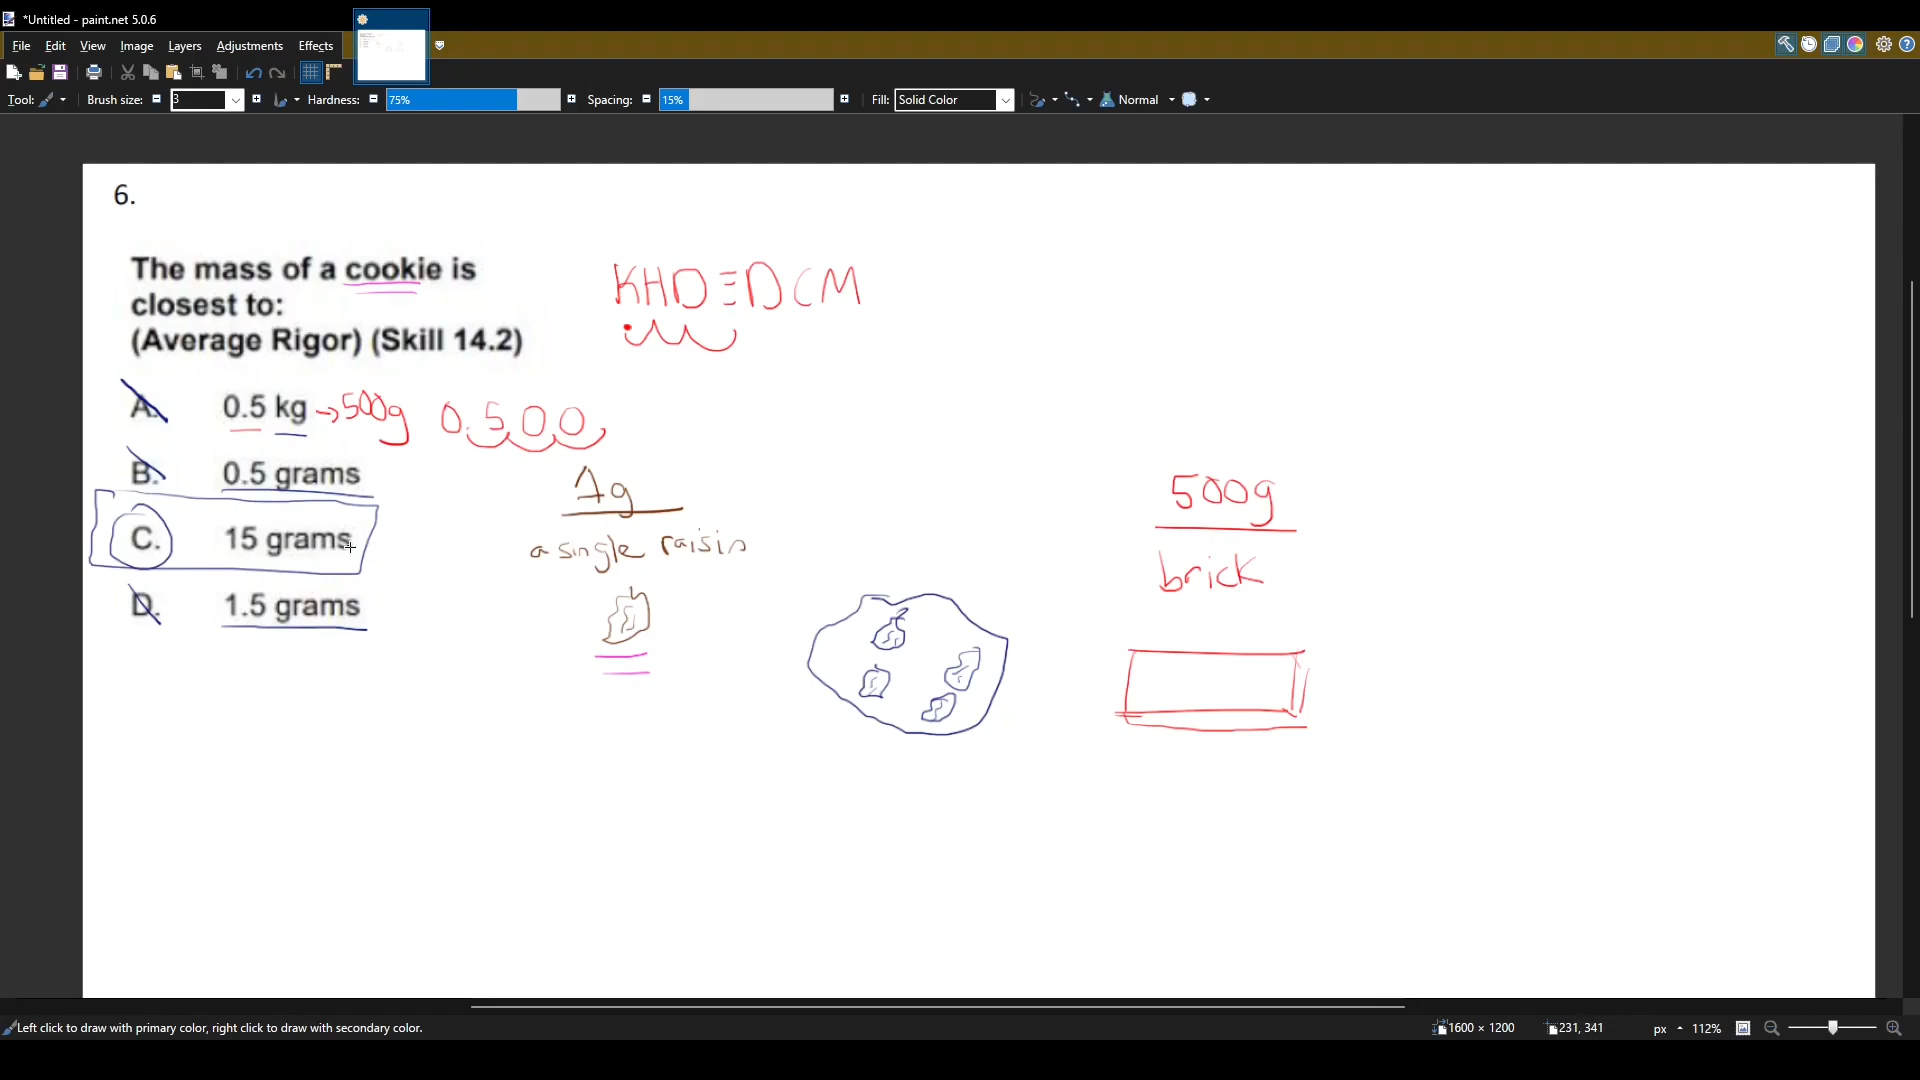 *Untitled - paint.net 5.0.6
File Edit View Image Layers Adjustments Effects
Tool: Brush size: 3 Hardness: 75% Spacing: 15% Fill: Solid Color Normal
6.
The mass of a cookie is
closest to:
(Average Rigor) (Skill 14.2)
KHD DCM
A. 0.5 kg →500g 0.500
B. 0.5 grams
C. 15 grams
D. 1.5 grams
1g
a single raisin
500g
brick
Left click to draw with primary color, right click to draw with secondary color.
1600 × 1200 231, 341 px 112%